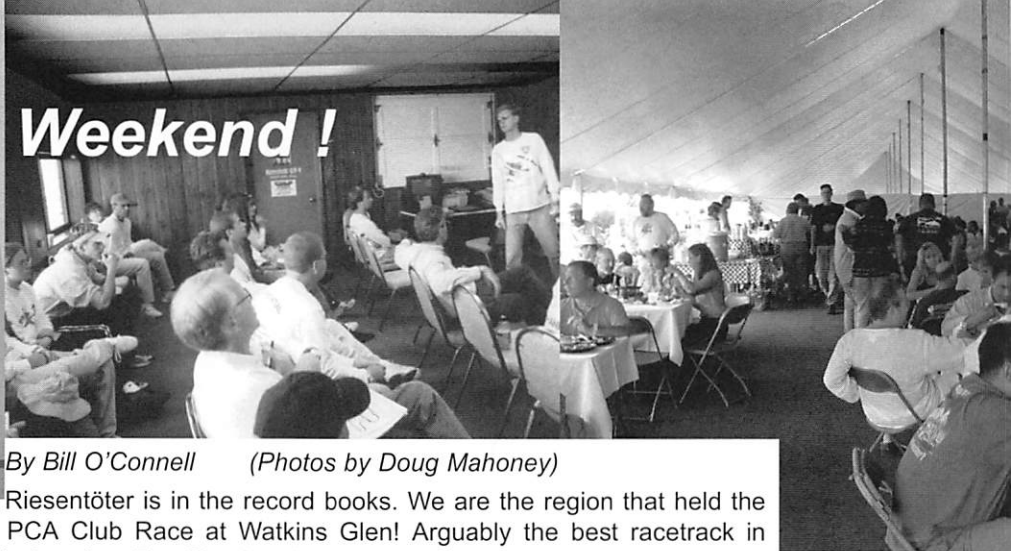 Weekend !
By Bill O'Connell (Photos by Doug Mahoney)
Riesentöter is in the record books. We are the region that held the
PCA Club Race at Watkins Glen! Arguably the best racetrack in